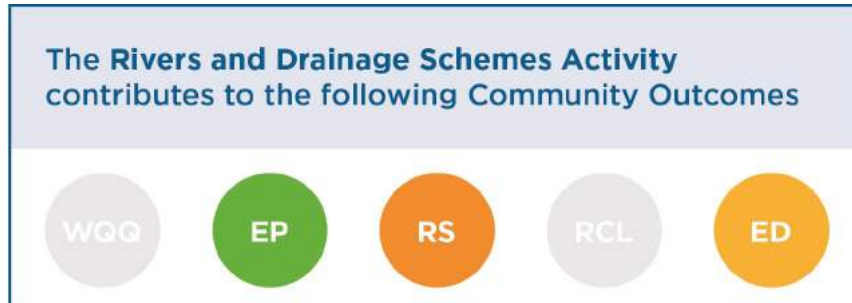 The Rivers and Drainage Schemes Activity
contributes to the following Community Outcomes
WQQ EP RS RCL ED